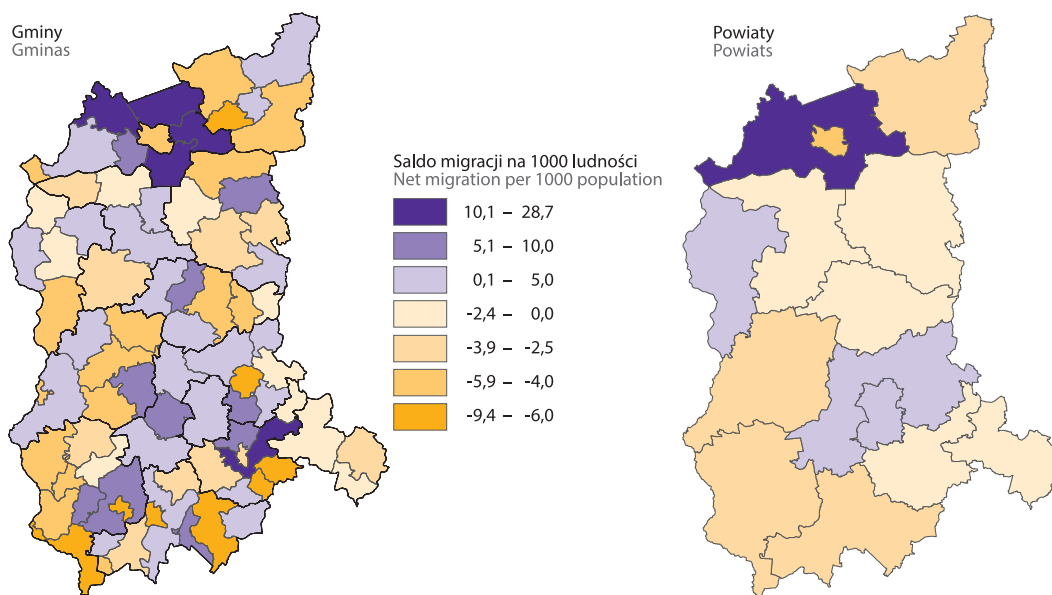 Gminy
Gminas
Powiaty
Powiats
Saldo migracji na 1000 ludności
Net migration per 1000 population
10,1 – 28,7
5,1 – 10,0
0,1 – 5,0
-2,4 – 0,0
-3,9 – -2,5
-5,9 – -4,0
-9,4 – -6,0